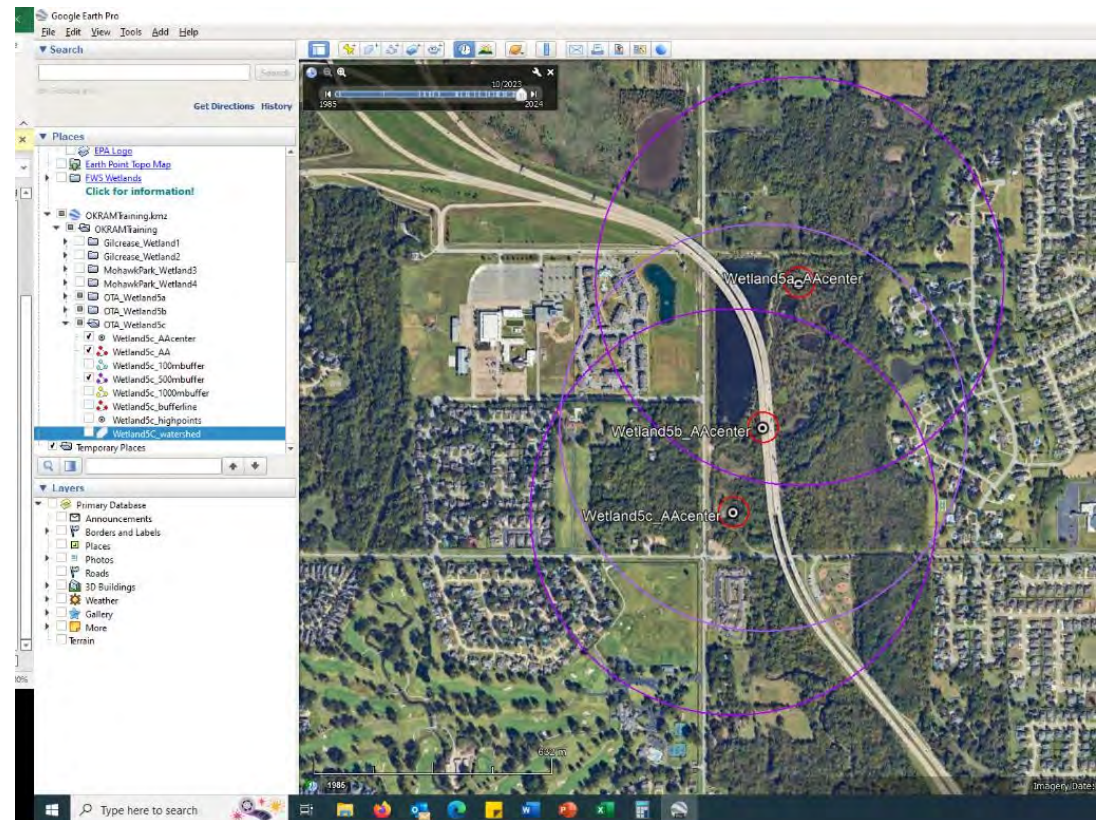 Google Earth Pro
File Edit View Tools Add Help
Search
Search
Get Directions History
Places
EPA Logo
Earth Point Topo Map
FWS Wetlands
Click for information!
OKRAMTraining.kmz
OKRAMTraining
Gilcrease_Wetland1
Gilcrease_Wetland2
MohawkPark_Wetland3
MohawkPark_Wetland4
OTA_Wetland5a
OTA_Wetland5b
OTA_Wetland5c
Wetland5c_AAcenter
Wetland5c_AA
Wetland5c_100mbuffer
Wetland5c_500mbuffer
Wetland5c_1000mbuffer
Wetland5c_bufferline
Wetland5c_highpoints
Wetland5C_watershed
Temporary Places
Layers
Primary Database
Announcements
Borders and Labels
Places
Photos
Roads
3D Buildings
Weather
Gallery
More
Terrain
10/2023
1985 2024
Wetland5a_AAcenter
Wetland5b_AAcenter
Wetland5c_AAcenter
632 m
1985
Imagery Date:
Type here to search